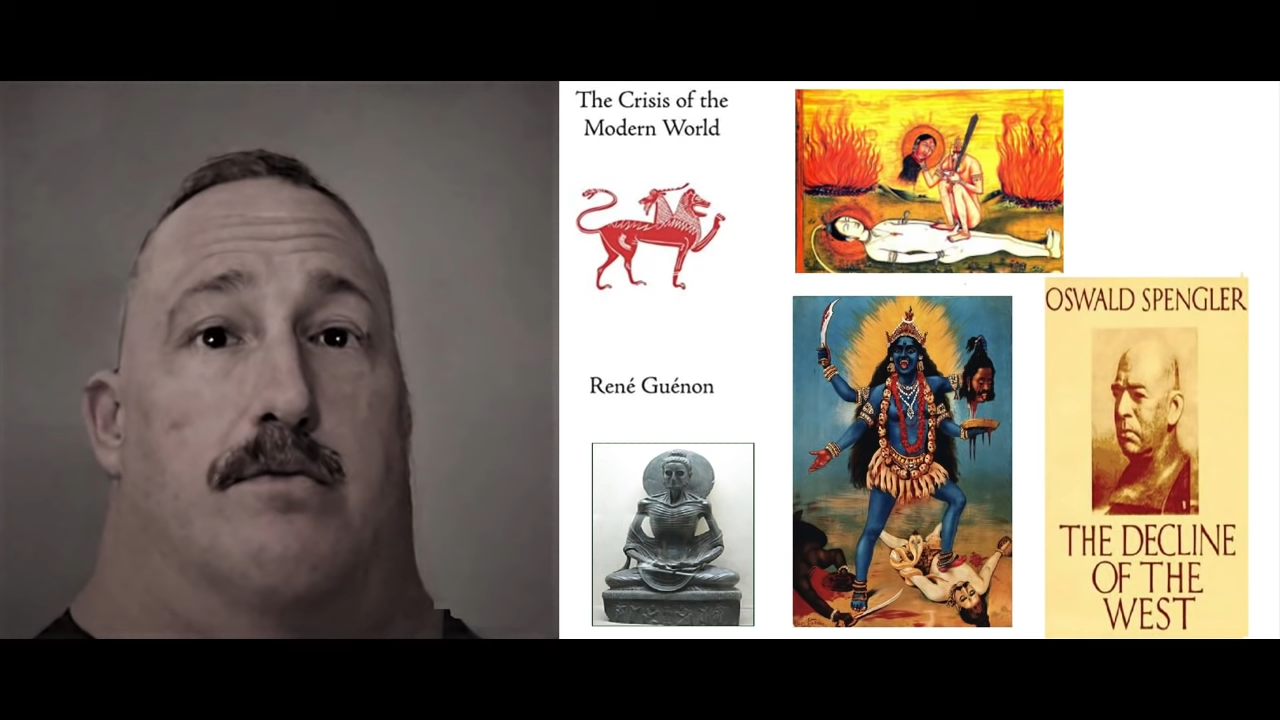 The Crisis of the
Modern World
René Guénon
OSWALD SPENGLER
THE DECLINE
OF THE
WEST